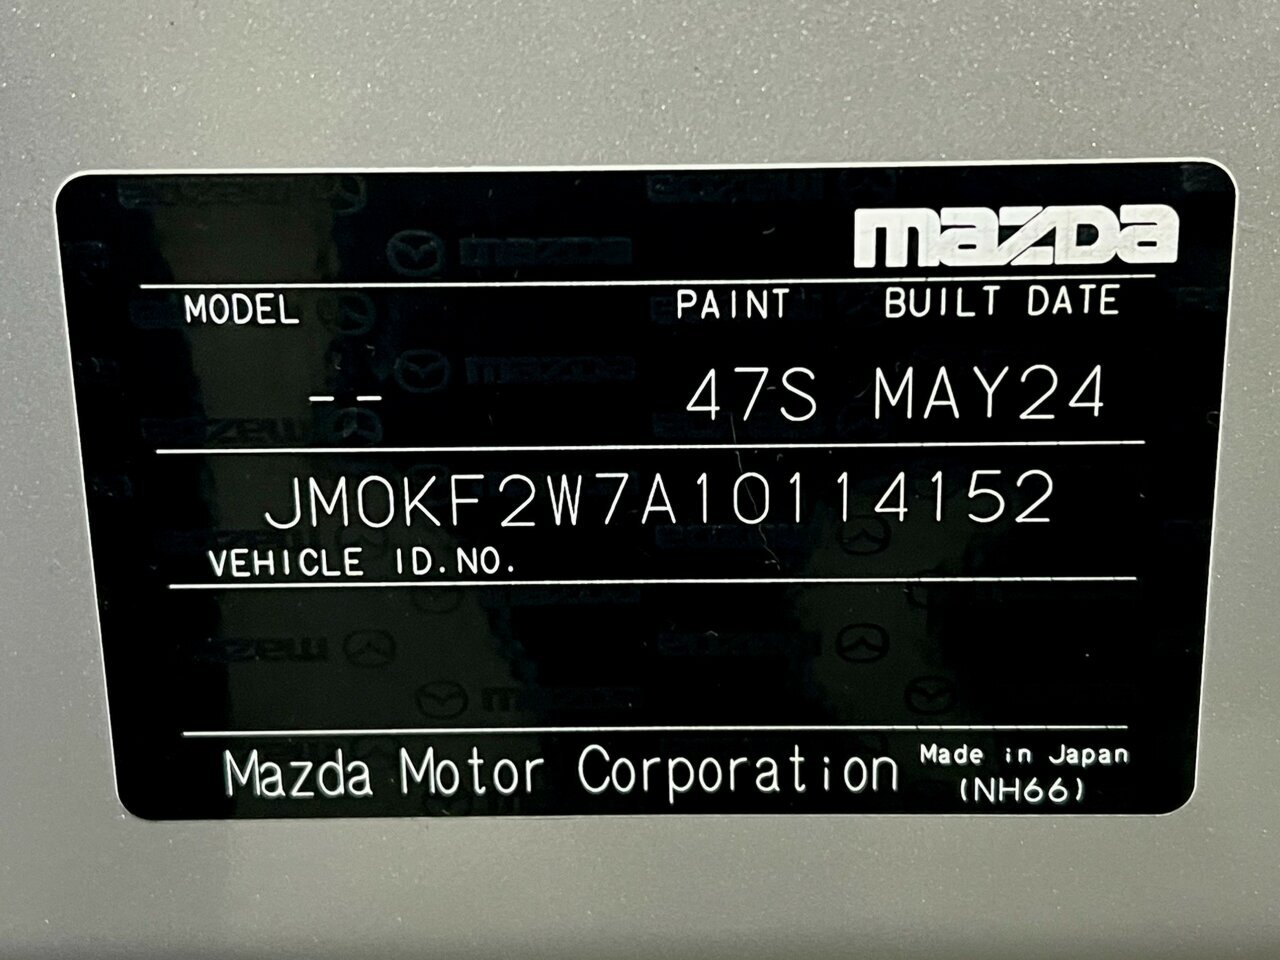 mazda
MODEL PAINT BUILT DATE
-- 47S MAY24
JM0KF2W7A10114152
VEHICLE ID.NO.
Mazda Motor Corporation Made in Japan
(NH66)